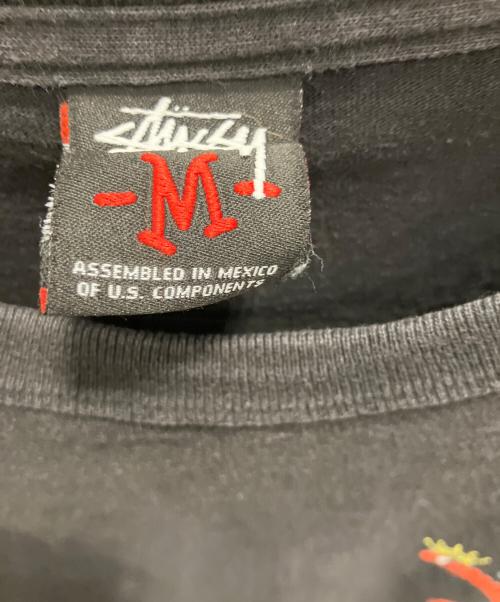 STÜSSY
-M-
ASSEMBLED IN MEXICO
OF U.S. COMPONENTS